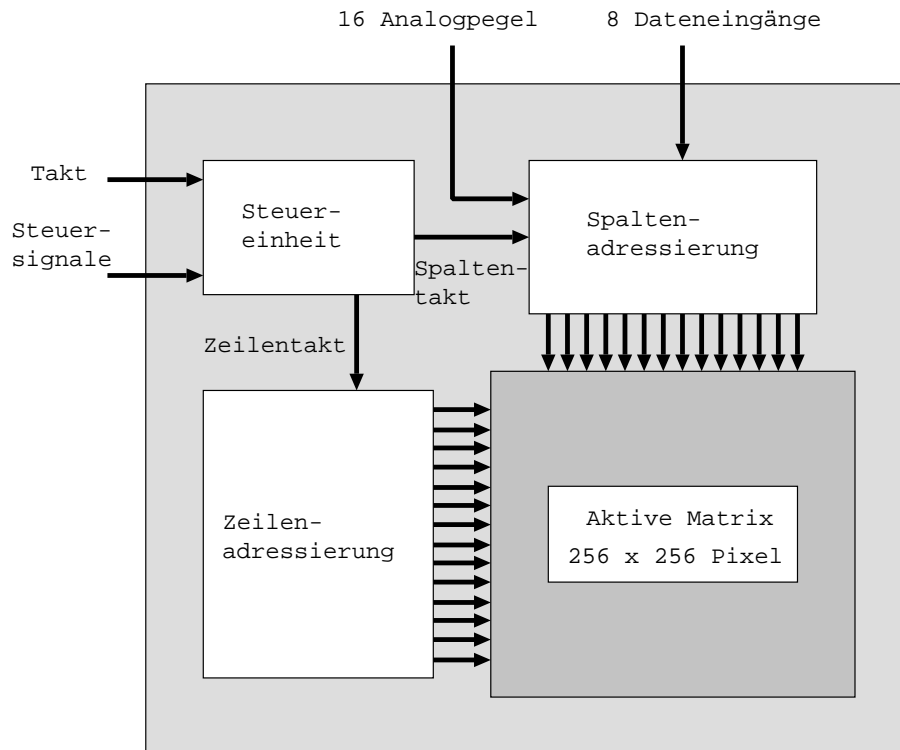 16 Analogpegel
8 Dateneingänge
Takt
Steuer-
signale
Steuer-
einheit
Spalten-
takt
Spalten-
adressierung
Zeilentakt
Zeilen-
adressierung
Aktive Matrix
256 x 256 Pixel